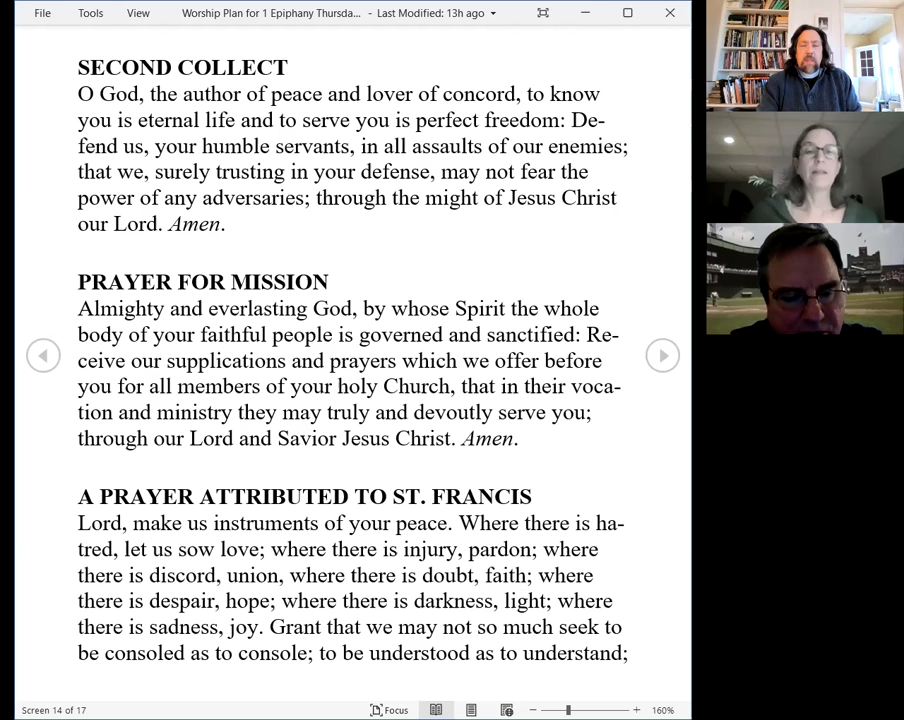 File Tools View Worship Plan for 1 Epiphany Thursda... - Last Modified: 13h ago
SECOND COLLECT
O God, the author of peace and lover of concord, to know
you is eternal life and to serve you is perfect freedom: De-
fend us, your humble servants, in all assaults of our enemies;
that we, surely trusting in your defense, may not fear the
power of any adversaries; through the might of Jesus Christ
our Lord. Amen.
PRAYER FOR MISSION
Almighty and everlasting God, by whose Spirit the whole
body of your faithful people is governed and sanctified: Re-
ceive our supplications and prayers which we offer before
you for all members of your holy Church, that in their voca-
tion and ministry they may truly and devoutly serve you;
through our Lord and Savior Jesus Christ. Amen.
A PRAYER ATTRIBUTED TO ST. FRANCIS
Lord, make us instruments of your peace. Where there is ha-
tred, let us sow love; where there is injury, pardon; where
there is discord, union, where there is doubt, faith; where
there is despair, hope; where there is darkness, light; where
there is sadness, joy. Grant that we may not so much seek to
be consoled as to console; to be understood as to understand;
Screen 14 of 17 Focus 160%